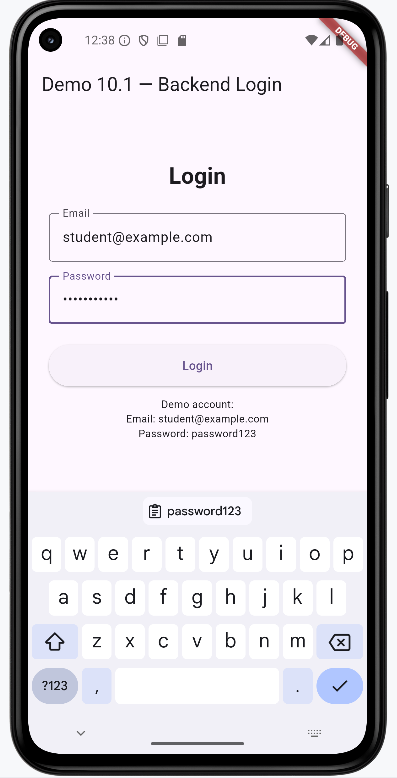 12:38
DEBUG
Demo 10.1 — Backend Login
Login
Email
student@example.com
Password
•••••••••••
Login
Demo account:
Email: student@example.com
Password: password123
password123
q w e r t y u i o p
a s d f g h j k l
z x c v b n m
?123 , .